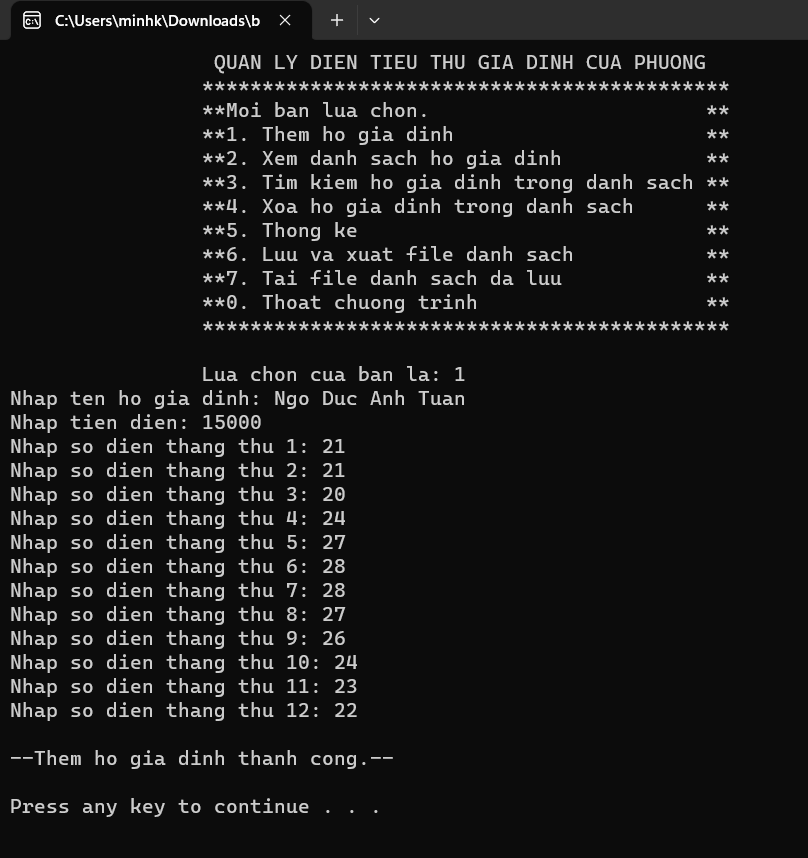 C:\Users\minhk\Downloads\b
QUAN LY DIEN TIEU THU GIA DINH CUA PHUONG
********************************************
**Moi ban lua chon.                       **
**1. Them ho gia dinh                     **
**2. Xem danh sach ho gia dinh            **
**3. Tim kiem ho gia dinh trong danh sach **
**4. Xoa ho gia dinh trong danh sach      **
**5. Thong ke                             **
**6. Luu va xuat file danh sach           **
**7. Tai file danh sach da luu            **
**0. Thoat chuong trinh                   **
********************************************
Lua chon cua ban la: 1
Nhap ten ho gia dinh: Ngo Duc Anh Tuan
Nhap tien dien: 15000
Nhap so dien thang thu 1: 21
Nhap so dien thang thu 2: 21
Nhap so dien thang thu 3: 20
Nhap so dien thang thu 4: 24
Nhap so dien thang thu 5: 27
Nhap so dien thang thu 6: 28
Nhap so dien thang thu 7: 28
Nhap so dien thang thu 8: 27
Nhap so dien thang thu 9: 26
Nhap so dien thang thu 10: 24
Nhap so dien thang thu 11: 23
Nhap so dien thang thu 12: 22
--Them ho gia dinh thanh cong.--
Press any key to continue . . .